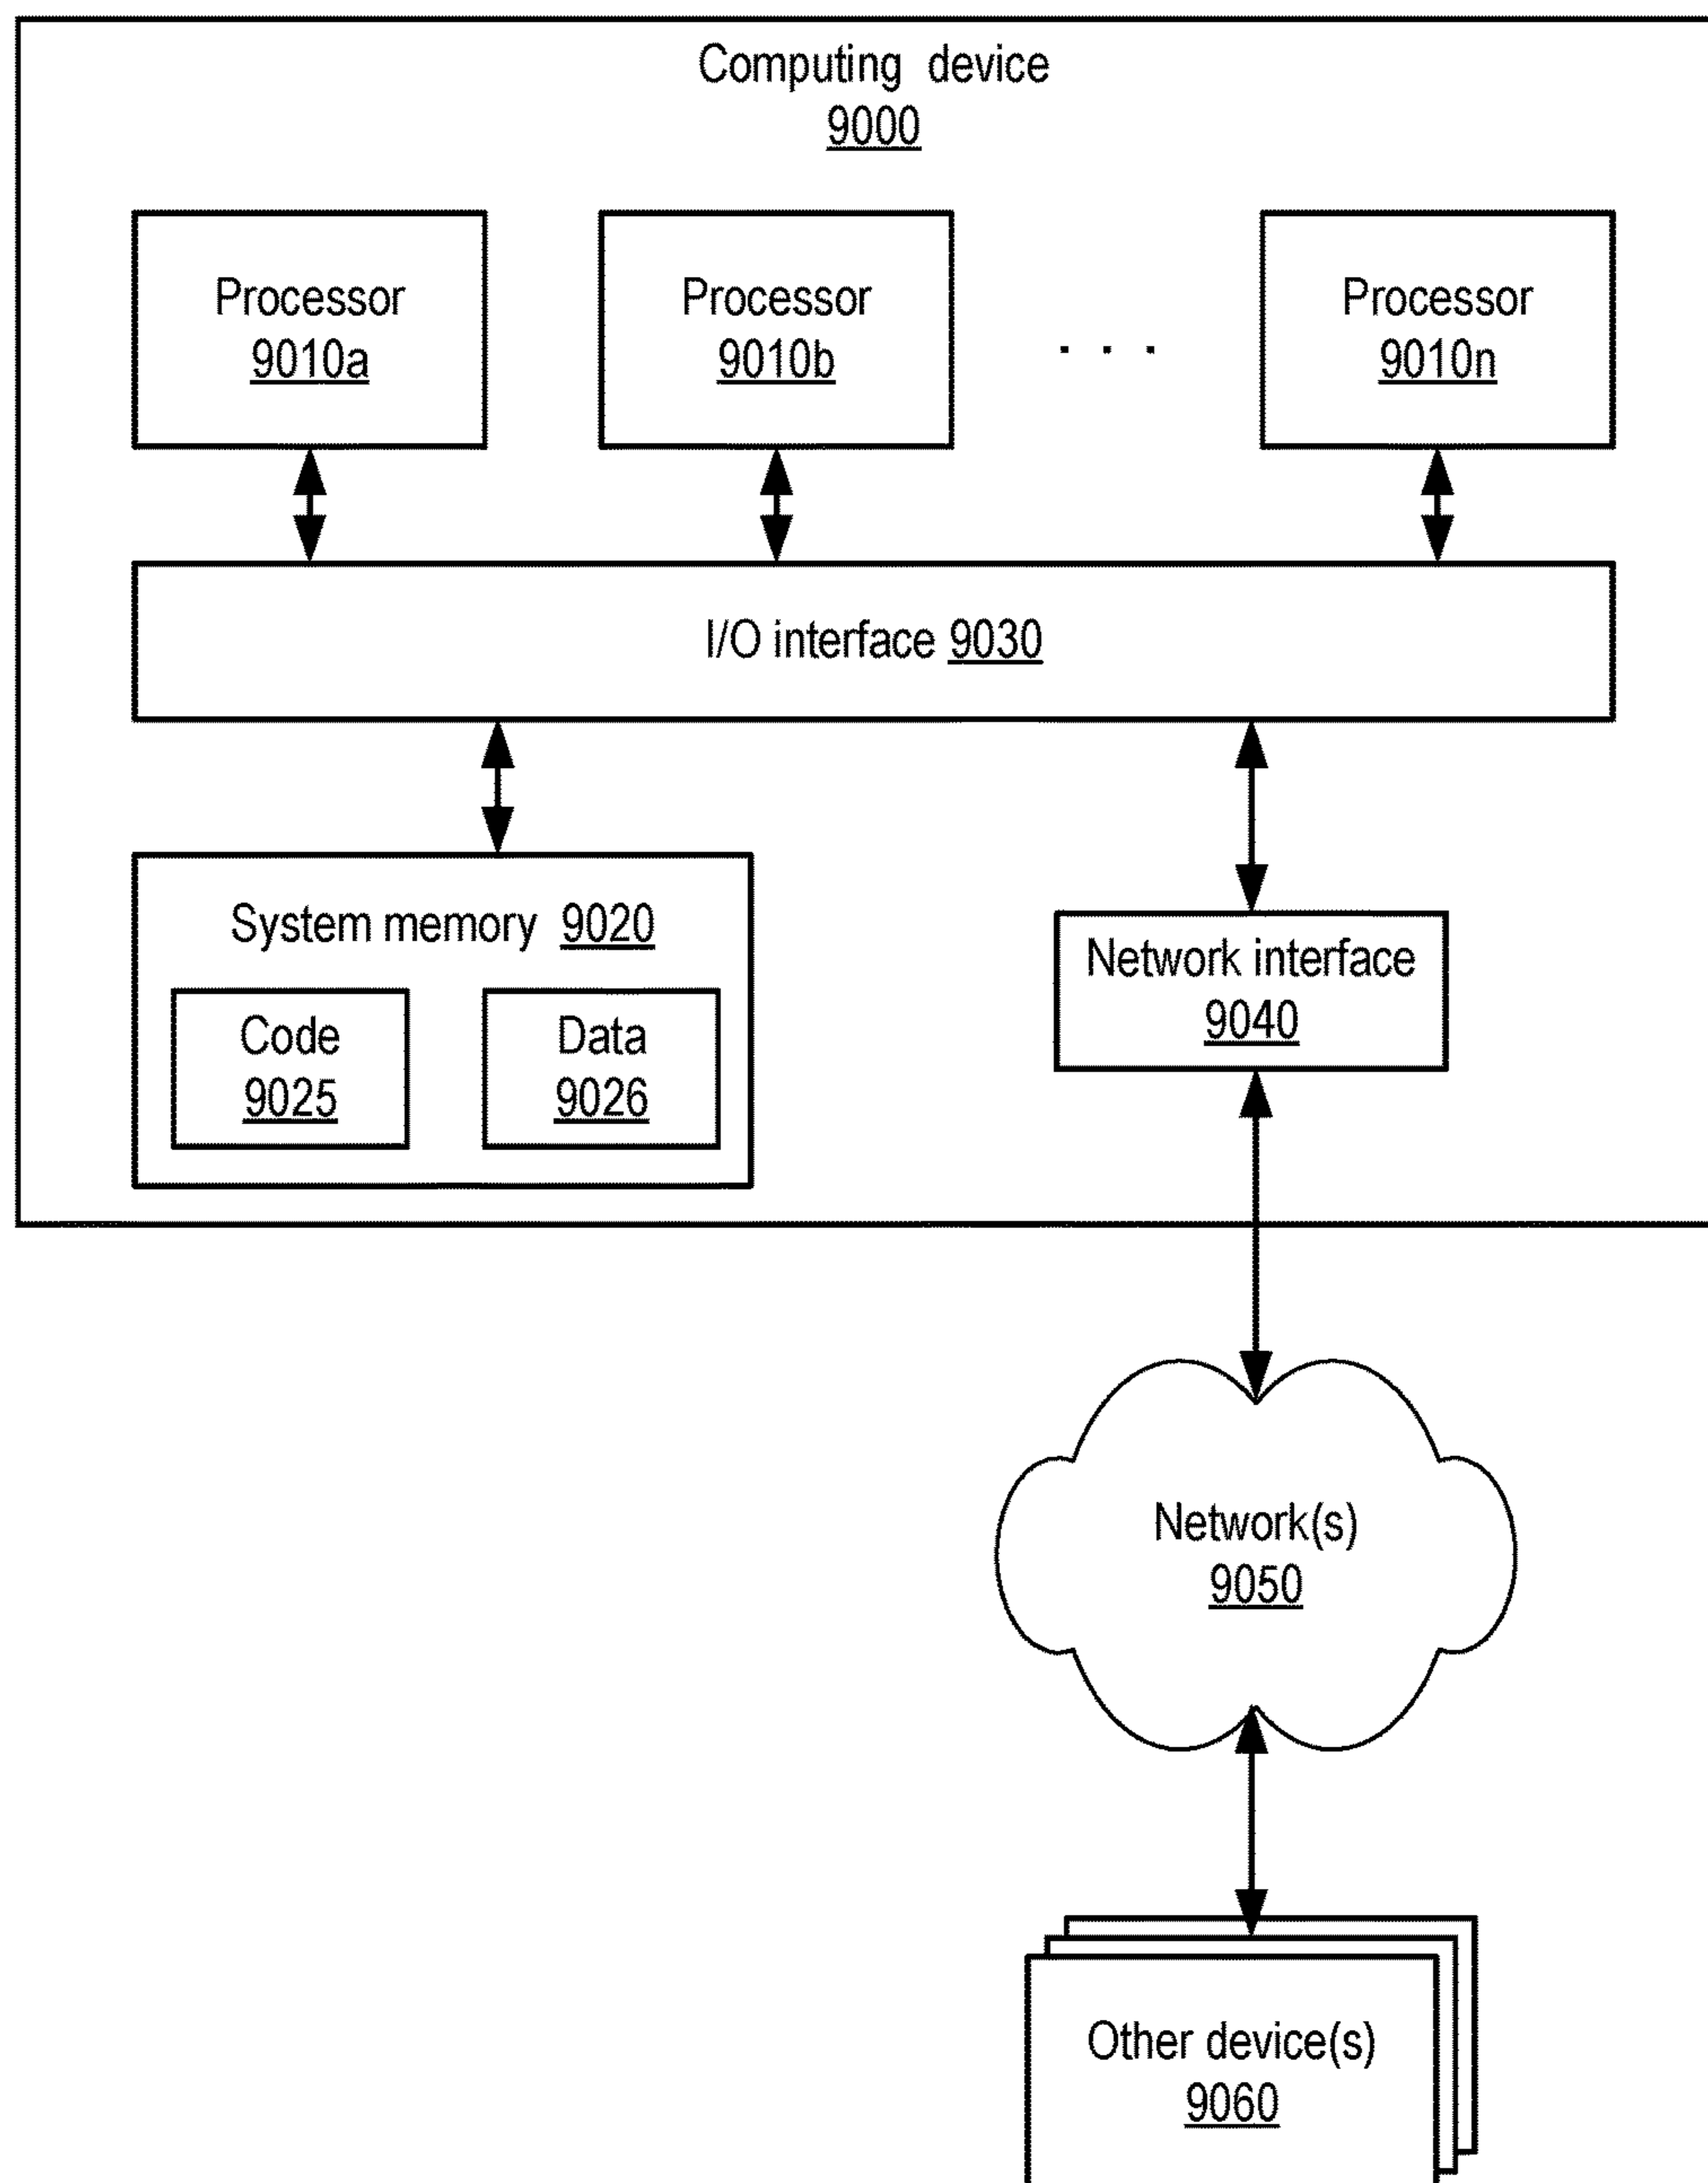 Computing device
9000
Processor
9010a
Processor
9010b
. . .
Processor
9010n
I/O interface 9030
System memory 9020
Code
9025
Data
9026
Network interface
9040
Network(s)
9050
Other device(s)
9060